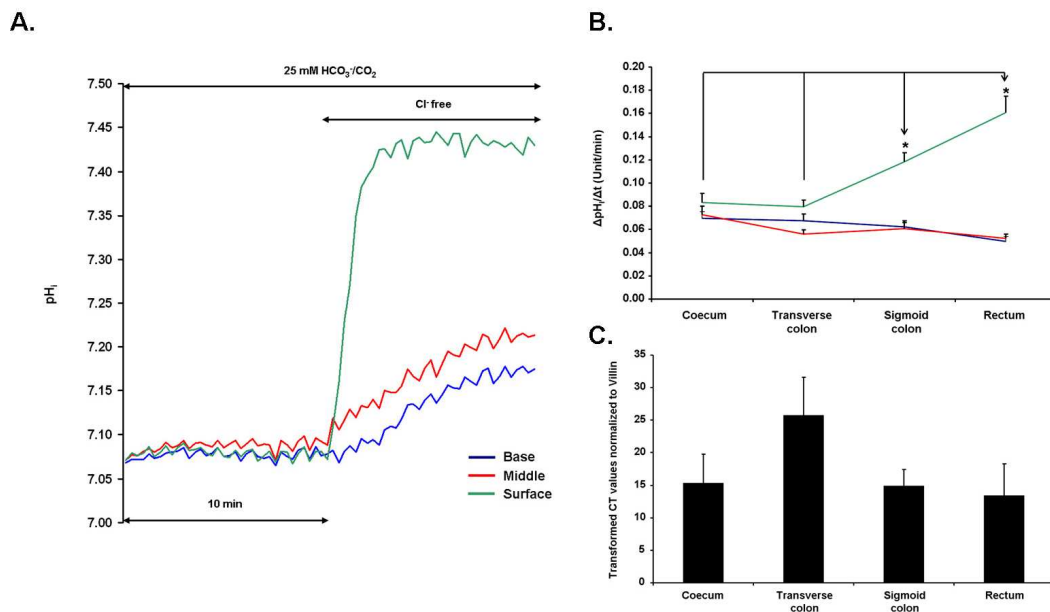 A.
25 mM HCO₃⁻/CO₂
Cl⁻ free
7.50
7.45
7.40
7.35
7.30
7.25
7.20
7.15
7.10
7.05
7.00
pHᵢ
Base
Middle
Surface
10 min
B.
0.20
0.18
0.16
0.14
0.12
0.10
0.08
0.06
0.04
0.02
0.00
ΔpHᵢ/Δt (Unit/min)
*
*
Coecum
Transverse
colon
Sigmoid
colon
Rectum
C.
35
30
25
20
15
10
5
0
Transformed CT values normalized to Villin
Coecum
Transverse
colon
Sigmoid
colon
Rectum